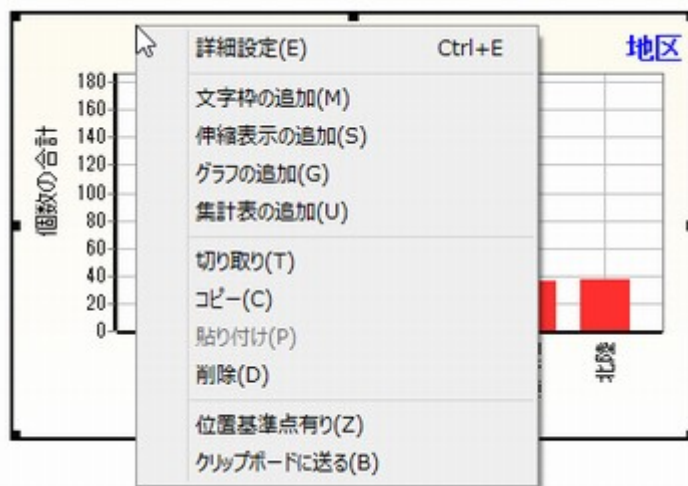 詳細設定(E) Ctrl+E
地区
文字枠の追加(M)
伸縮表示の追加(S)
グラフの追加(G)
集計表の追加(U)
切り取り(T)
コピー(C)
貼り付け(P)
削除(D)
位置基準点有り(Z)
クリップボードに送る(B)
個数の合計
180
160
140
120
100
80
60
40
20
0
北陸